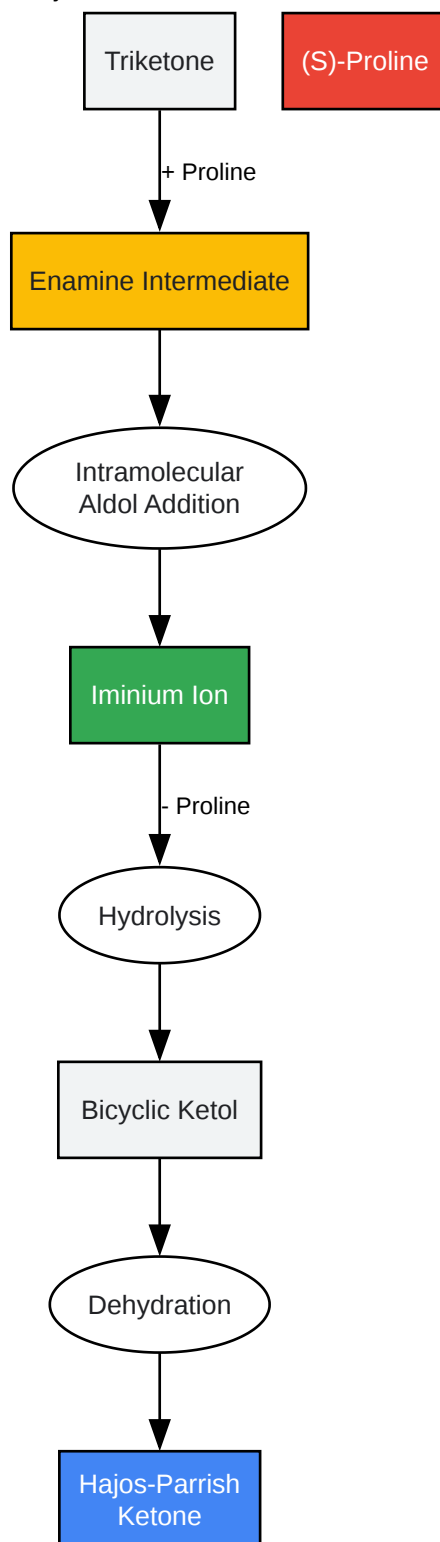 Triketone
(S)-Proline
+ Proline
Enamine Intermediate
Intramolecular
Aldol Addition
Iminium Ion
- Proline
Hydrolysis
Bicyclic Ketol
Dehydration
Hajos-Parrish
Ketone